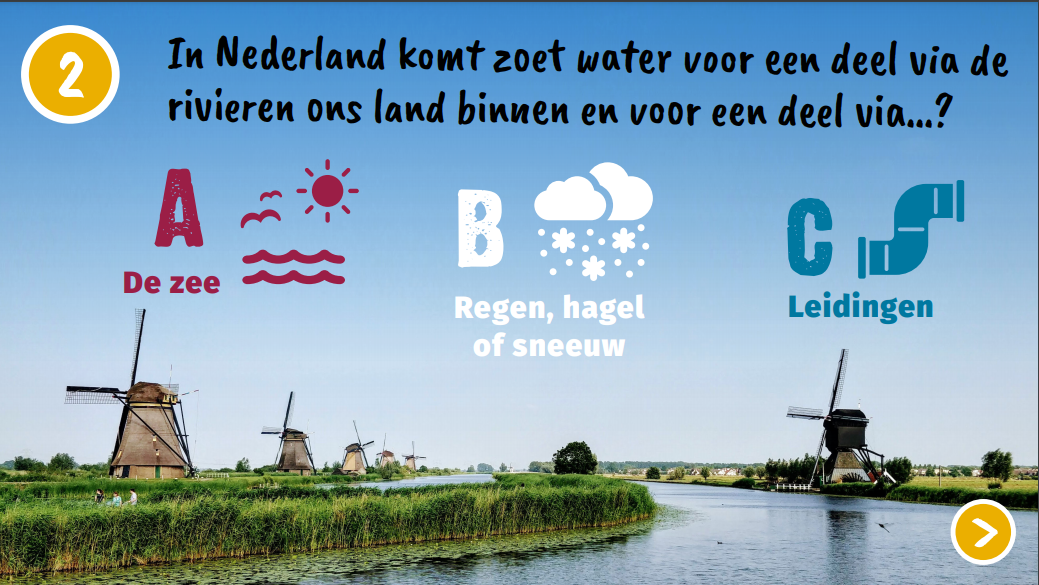 2
In Nederland komt zoet water voor een deel via de
rivieren ons land binnen en voor een deel via...?
A
De zee
B
Regen, hagel
of sneeuw
C
Leidingen